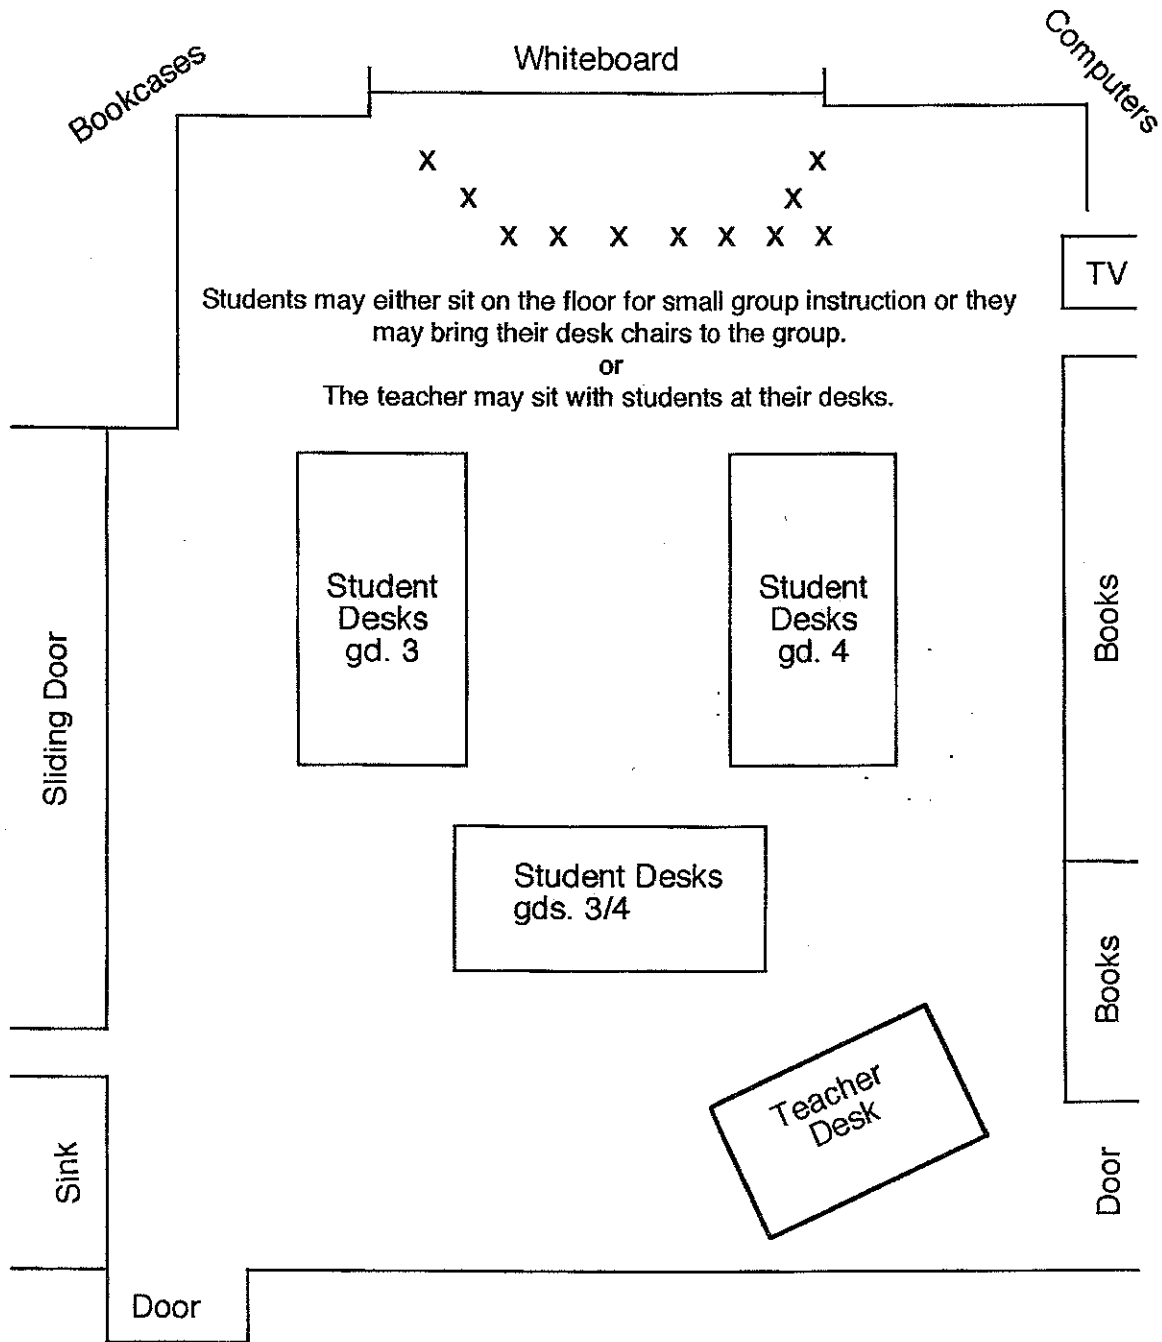 Bookcases
Whiteboard
Computers
x x
x x
x x x x x x x
TV
Students may either sit on the floor for small group instruction or they
may bring their desk chairs to the group.
or
The teacher may sit with students at their desks.
Sliding Door
Student
Desks
gd. 3
Student
Desks
gd. 4
Books
Student Desks
gds. 3/4
Books
Teacher
Desk
Sink
Door
Door